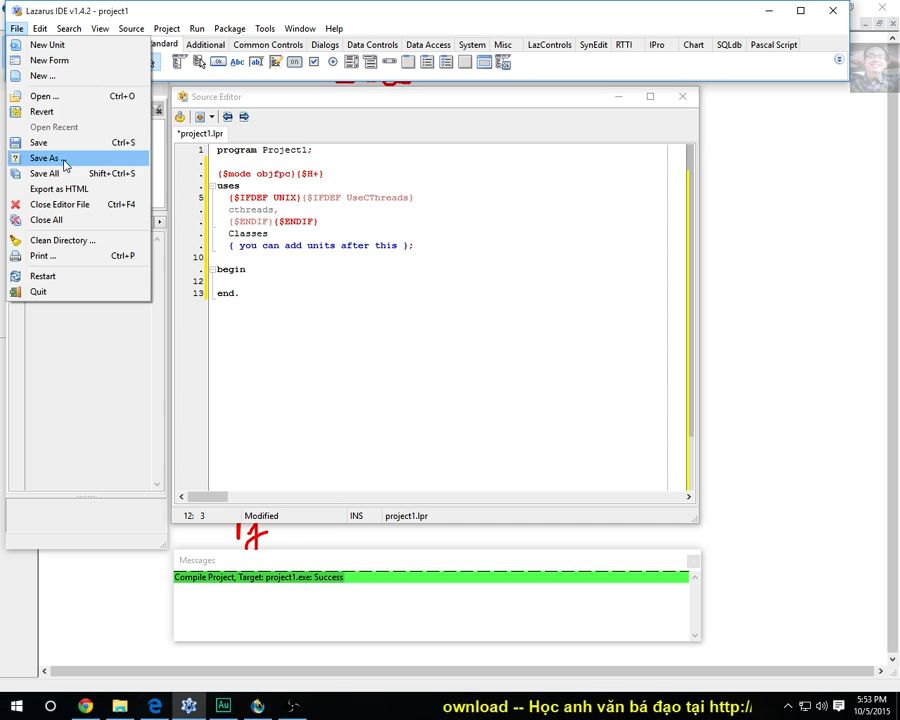 Lazarus IDE v1.4.2 - project1
File Edit Search View Source Project Run Package Tools Window Help
Additional Common Controls Dialogs Data Controls Data Access System Misc LazControls SynEdit RTTI IPro Chart SQLdb Pascal Script
New Unit
New Form
New ...
Open ... Ctrl+O
Revert
Open Recent
Save Ctrl+S
Save As ...
Save All Shift+Ctrl+S
Export as HTML
Close Editor File Ctrl+F4
Close All
Clean Directory ...
Print ... Ctrl+P
Restart
Quit
Source Editor
*project1.lpr
1 program Project1;
{$mode objfpc}{$H+}
uses
5 {$IFDEF UNIX}{$IFDEF UseCThreads}
cthreads,
{$ENDIF}{$ENDIF}
Classes
{ you can add units after this };
10
begin
12
13 end.
12: 3 Modified INS project1.lpr
Messages
Compile Project, Target: project1.exe: Success
ownload -- Học anh văn bá đạo tại http:/
5:53 PM
10/5/2015